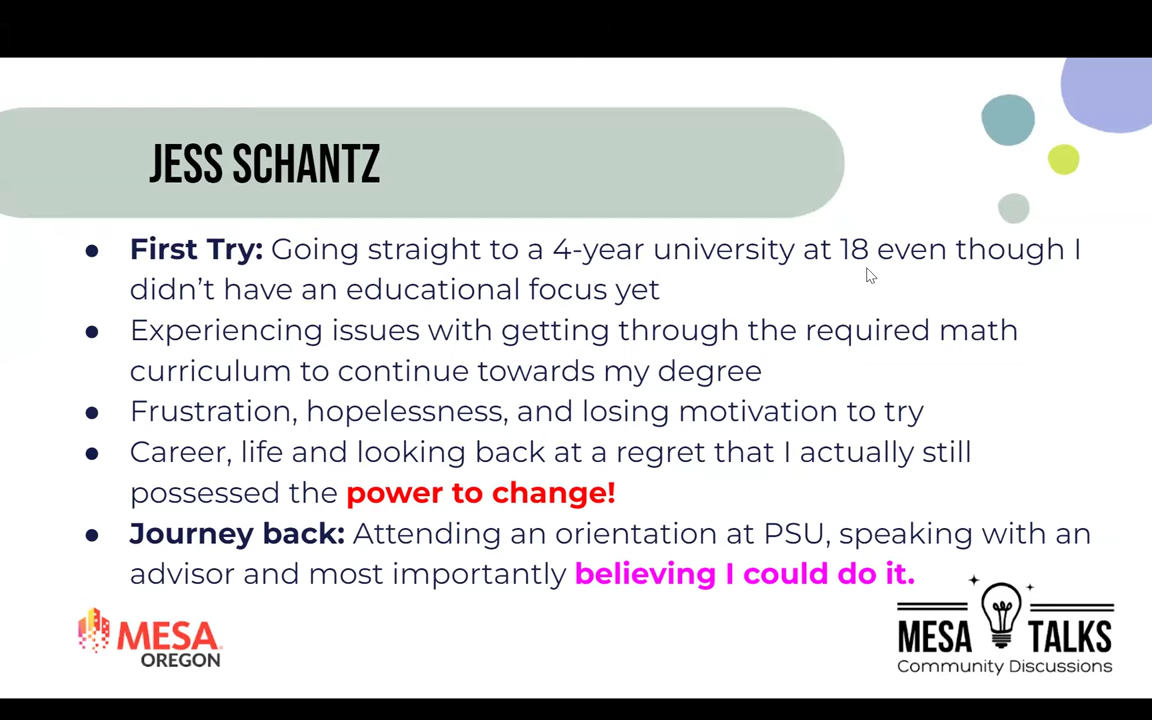 JESS SCHANTZ
● First Try: Going straight to a 4-year university at 18 even though I
didn’t have an educational focus yet
● Experiencing issues with getting through the required math
curriculum to continue towards my degree
● Frustration, hopelessness, and losing motivation to try
● Career, life and looking back at a regret that I actually still
possessed the power to change!
● Journey back: Attending an orientation at PSU, speaking with an
advisor and most importantly believing I could do it.
MESA
OREGON
MESA TALKS
Community Discussions